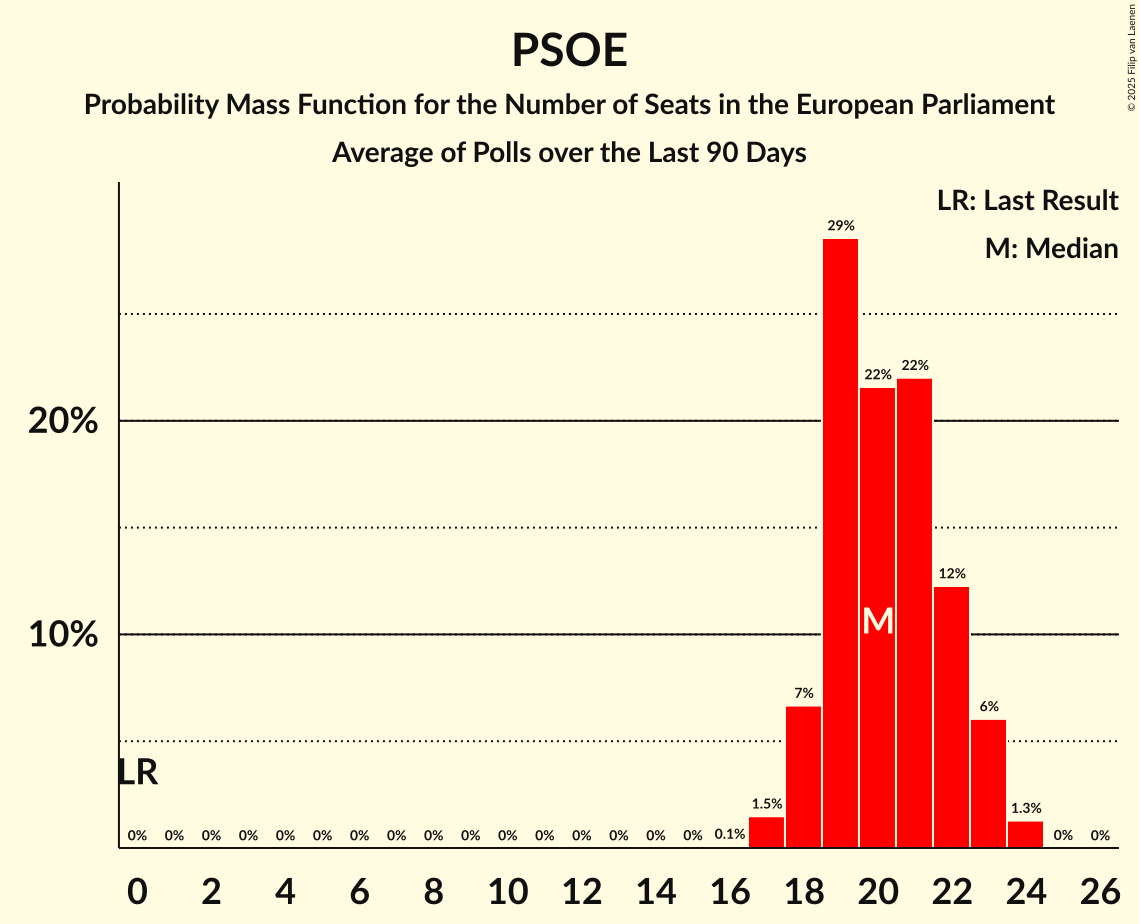 PSOE
Probability Mass Function for the Number of Seats in the European Parliament
Average of Polls over the Last 90 Days
© 2025 Filip van Laenen
LR: Last Result
M: Median
29%
22%
22%
20%
12%
M
10%
7%
6%
LR
1.5%
1.3%
0% 0% 0% 0% 0% 0% 0% 0% 0% 0% 0% 0% 0% 0% 0% 0% 0.1% 0% 0%
0 2 4 6 8 10 12 14 16 18 20 22 24 26